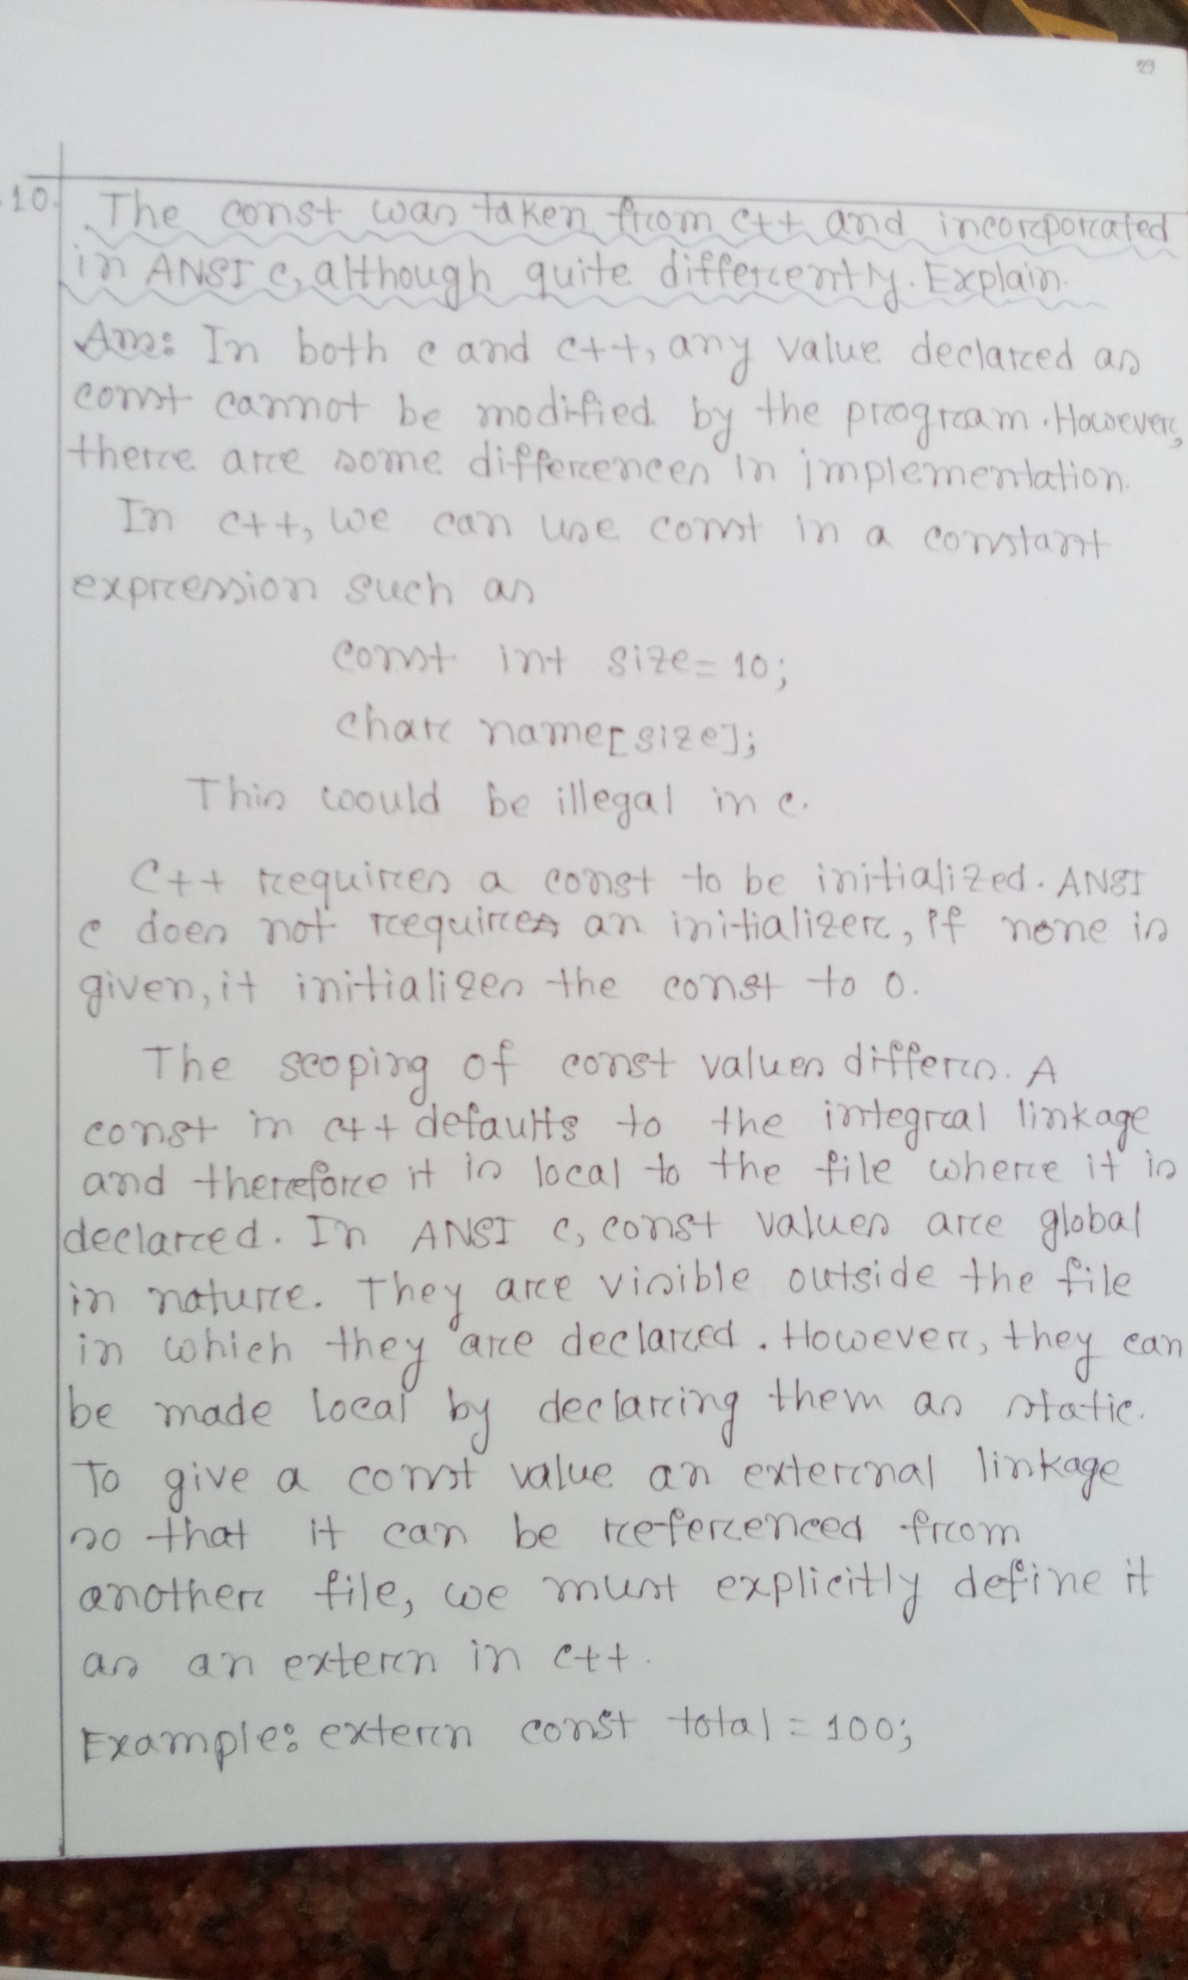 29
10. The const was taken from C++ and incorporated
in ANSI C, although quite differently. Explain.
Ans: In both c and c++, any value declared as
const cannot be modified by the program. However,
there are some differences in implementation.
In c++, we can use const in a constant
expression such as
const int size= 10;
char name[size];
This would be illegal in c.
C++ requires a const to be initialized. ANSI
c does not requires an initializer, if none is
given, it initializes the const to 0.
The scoping of const values differs. A
const in c++ defaults to the integral linkage
and therefore it is local to the file where it is
declared. In ANSI c, const values are global
in nature. They are visible outside the file
in which they are declared. However, they can
be made local by declaring them as static.
To give a const value an external linkage
so that it can be referenced from
another file, we must explicitly define it
as an extern in c++.
Example: extern const total = 100;